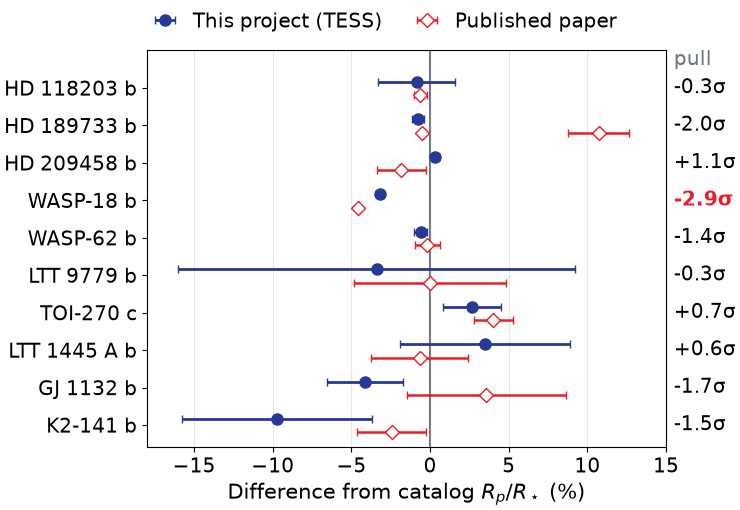 This project (TESS) Published paper
pull
HD 118203 b -0.3σ
HD 189733 b -2.0σ
HD 209458 b +1.1σ
WASP-18 b -2.9σ
WASP-62 b -1.4σ
LTT 9779 b -0.3σ
TOI-270 c +0.7σ
LTT 1445 A b +0.6σ
GJ 1132 b -1.7σ
K2-141 b -1.5σ
−15 −10 −5 0 5 10 15
Difference from catalog Rₚ/R⋆ (%)